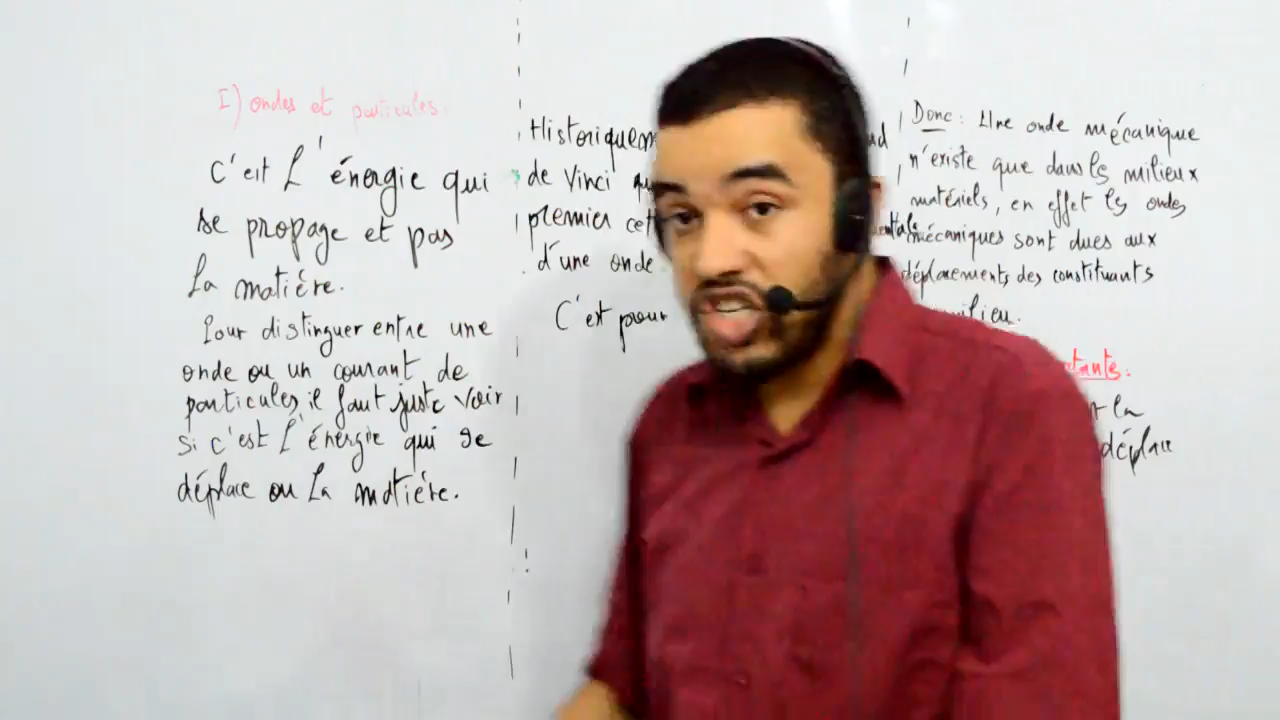 I) ondes et particules.
C'est l'énergie qui
se propage et pas
la matière.
Pour distinguer entre une
onde ou un courant de
particules il faut juste voir
si c'est l'énergie qui se
déplace ou la matière.
Historiquem
de Vinci
premier cet
d'une onde.
C'est pour
Donc : Une onde mécanique
n'existe que dans les milieux
matériels, en effet les ondes
mécaniques sont dues aux
déplacements des constituants
milieu.
tantes:
la
déplace